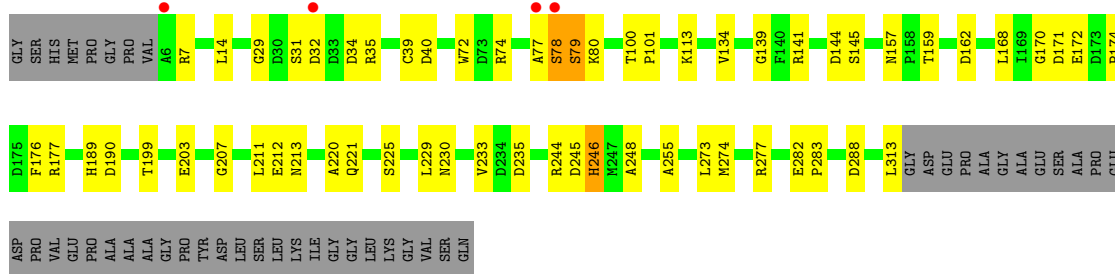 GLY SER HIS MET PRO GLY PRO VAL A6 R7 L14 G29 D30 S31 D32 D33 D34 R35 C39 D40 W72 D73 R74 A77 S78 S79 K80 T100 P101 K113 V134 G139 F140 R141 D144 S145 N157 P158 T159 D162 L168 I169 G170 D171 E172 D173 R174
D175 F176 R177 H189 D190 T199 E203 G207 L211 E212 N213 A220 Q221 S225 L229 N230 V233 D234 D235 R244 D245 H246 M247 A248 A255 L273 M274 R277 E282 P283 D288 L313 GLY ASP GLU PRO ALA GLY ALA GLU SER ALA PRO GLU
ASP PRO VAL GLU PRO ALA ALA ALA GLY PRO TYR ASP LEU SER LEU LYS ILE GLY GLY LEU LYS GLY VAL SER GLN